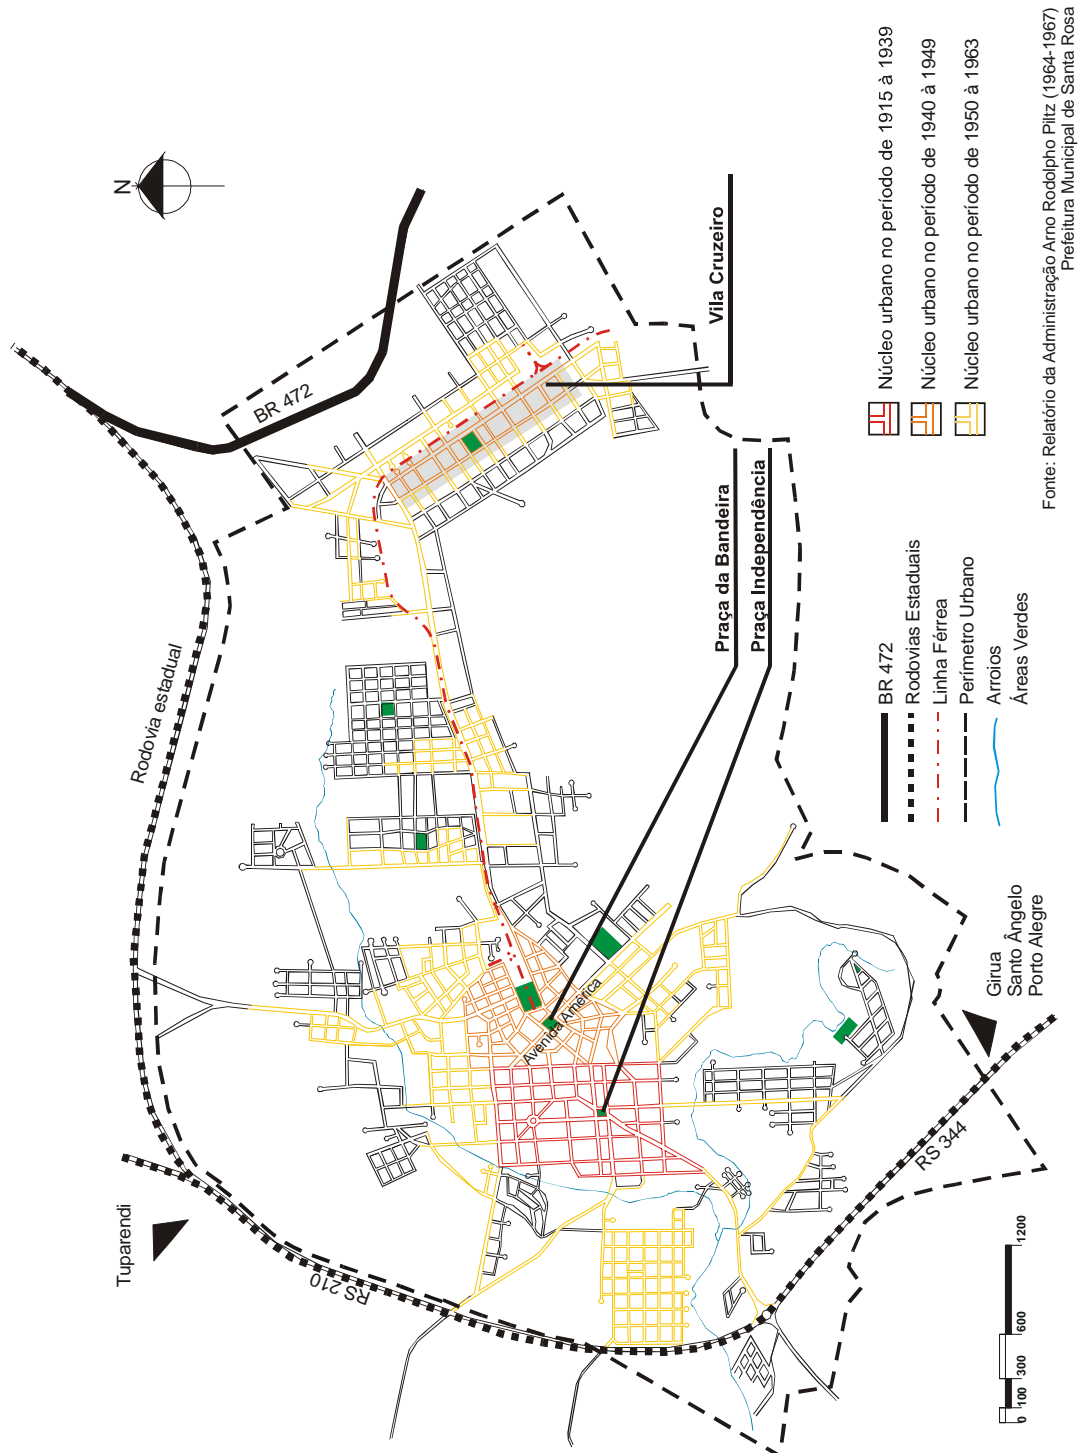 N
BR 472
Rodovia estadual
Tuparendi
RS 210
Vila Cruzeiro
Praça da Bandeira
Praça Independência
Avenida América
RS 344
Girua
Santo Ângelo
Porto Alegre
0 100 300 600 1200
BR 472
Rodovias Estaduais
Linha Férrea
Perímetro Urbano
Arroios
Áreas Verdes
Núcleo urbano no período de 1915 à 1939
Núcleo urbano no período de 1940 à 1949
Núcleo urbano no período de 1950 à 1963
Fonte: Relatório da Administração Arno Rodolpho Piltz (1964-1967)
Prefeitura Municipal de Santa Rosa